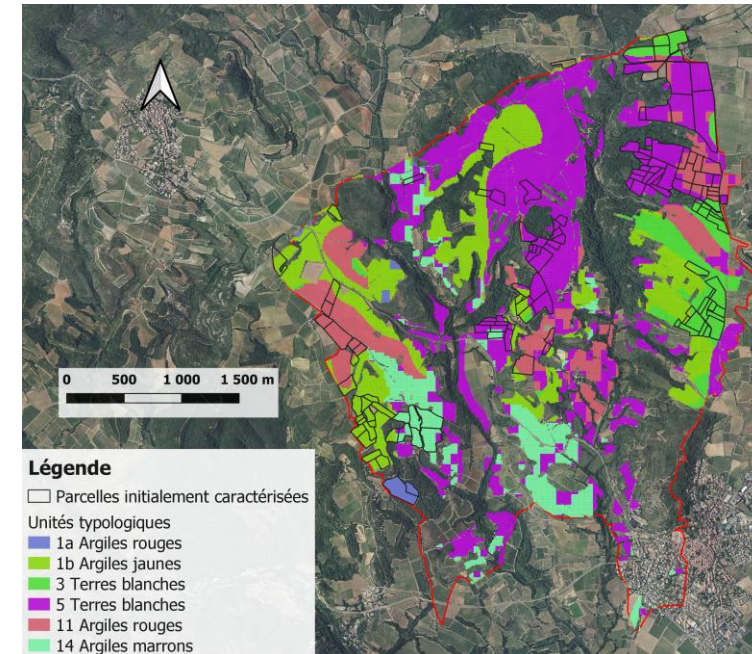 0 500 1 000 1 500 m
Légende
Parcelles initialement caractérisées
Unités typologiques
1a Argiles rouges
1b Argiles jaunes
3 Terres blanches
5 Terres blanches
11 Argiles rouges
14 Argiles marrons